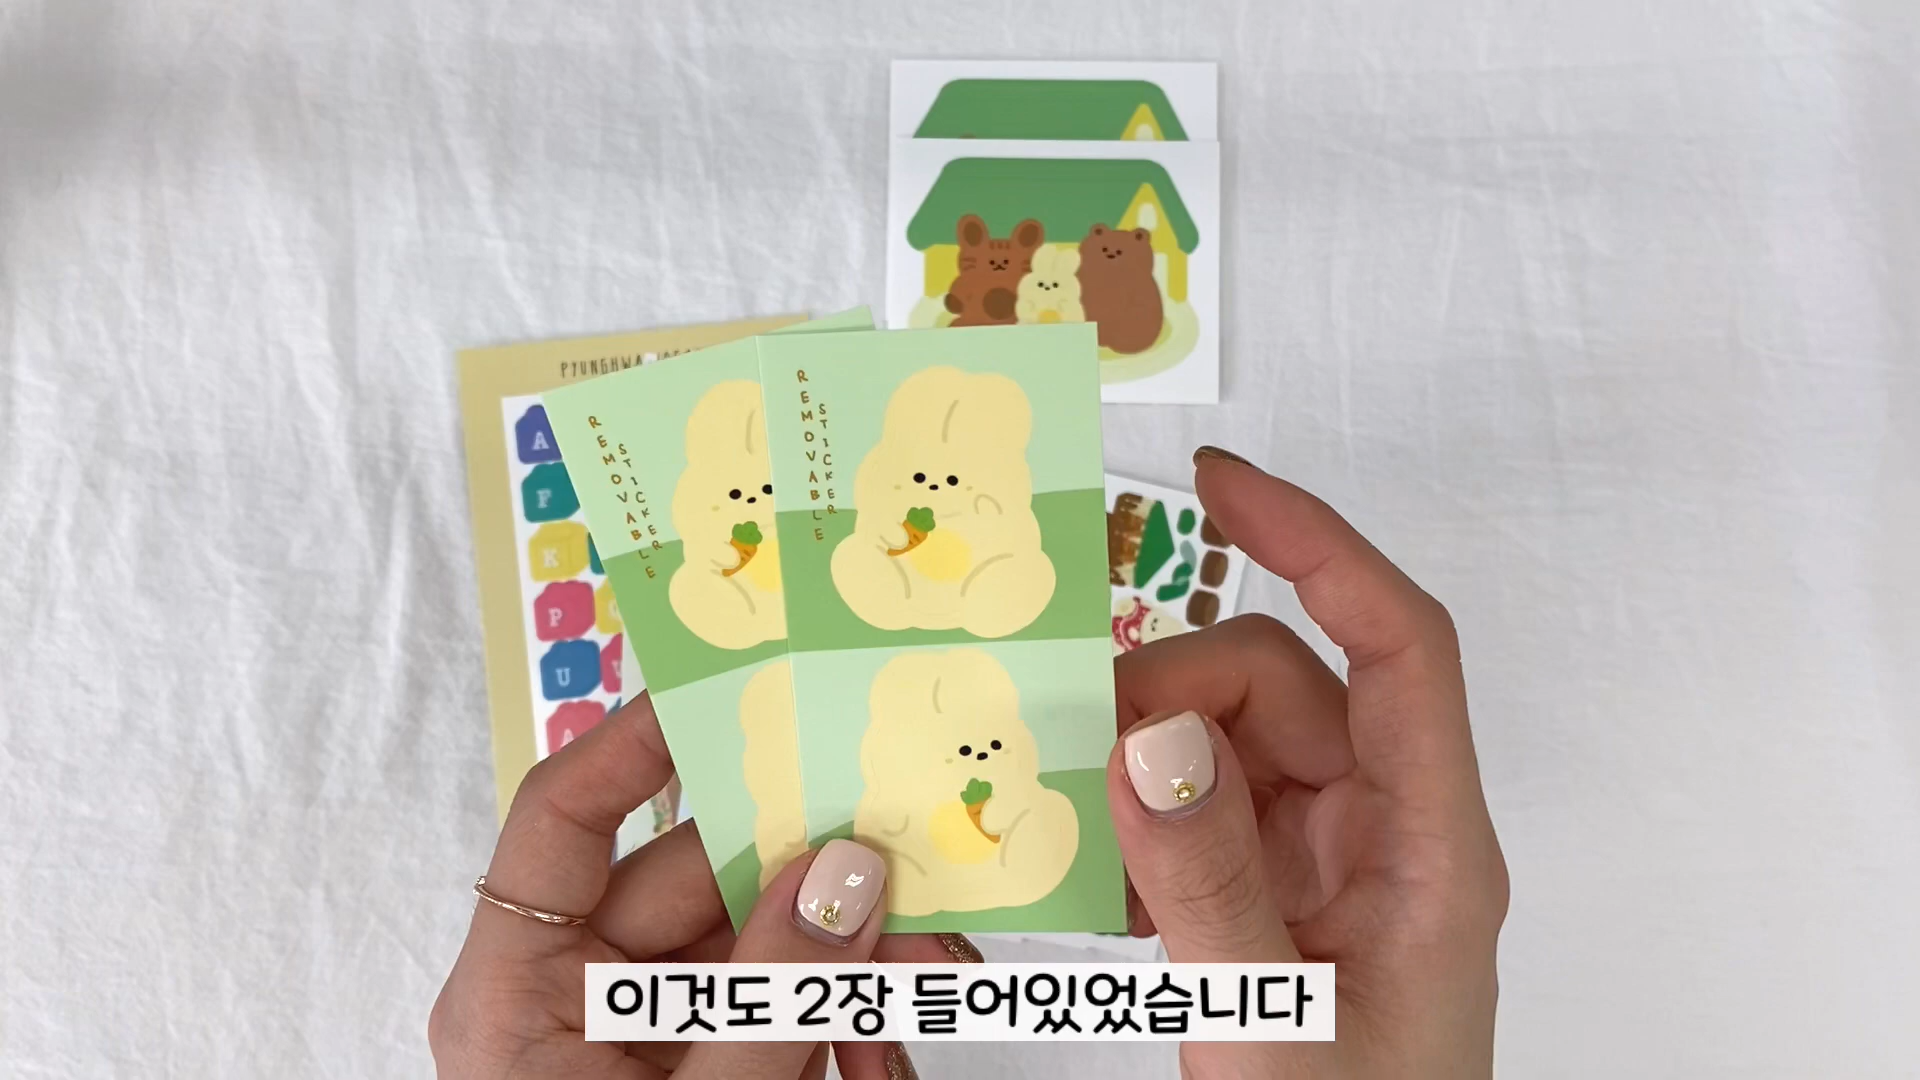 PYUNGHWA
A
F
K
P
U
A
REMOVABLE
STICKER
REMOVABLE
STICKER
이것도 2장 들어있었습니다